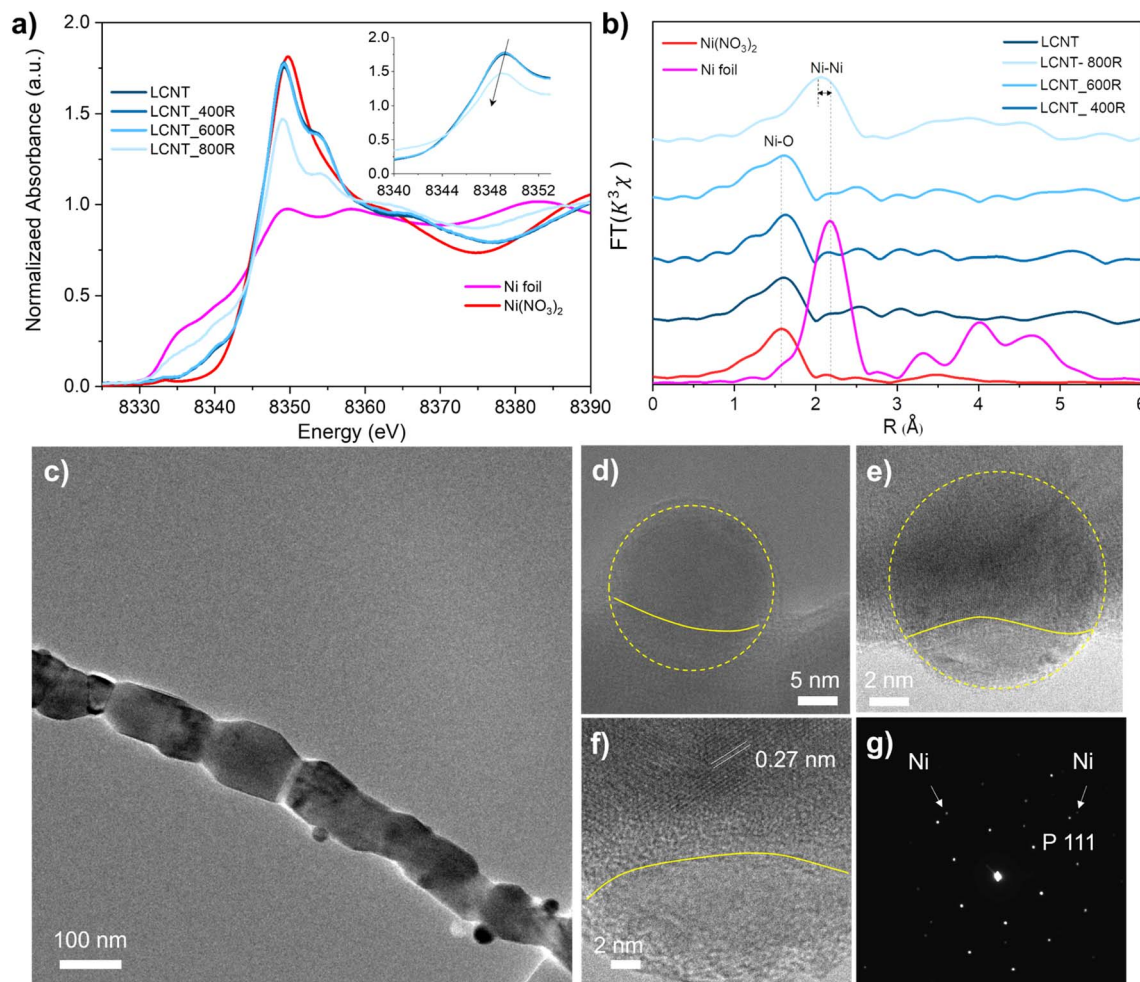 a)
Normalizaed Absorbance (a.u.)
2.0
1.5
1.0
0.5
0.0
LCNT
LCNT_400R
LCNT_600R
LCNT_800R
2.0
1.5
1.0
0.5
0.0
8340 8344 8348 8352
Ni foil
Ni(NO3)2
8330 8340 8350 8360 8370 8380 8390
Energy (eV)
b)
FT(K³χ)
Ni(NO3)2
Ni foil
Ni-Ni
LCNT
LCNT- 800R
LCNT_600R
LCNT_ 400R
Ni-O
0 1 2 3 4 5 6
R (Å)
c)
100 nm
d)
5 nm
e)
2 nm
f)
0.27 nm
2 nm
g)
Ni Ni
P 111